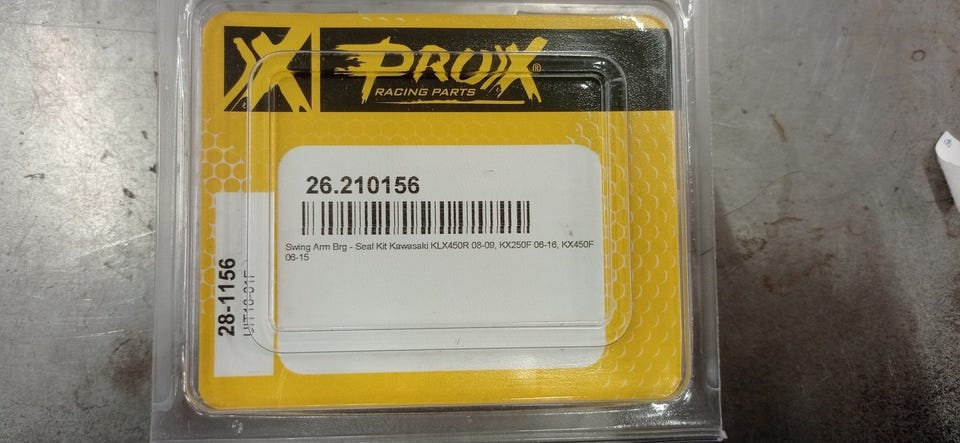 PROX®
RACING PARTS
26.210156
Swing Arm Brg - Seal Kit Kawasaki KLX450R 08-09, KX250F 06-16, KX450F
06-15
28-1156